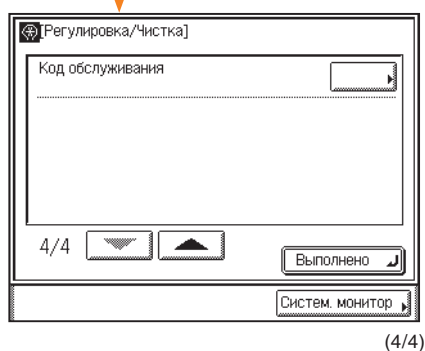 [Регулировка/Чистка]
Код обслуживания
4/4
Выполнено
Систем. монитор
(4/4)